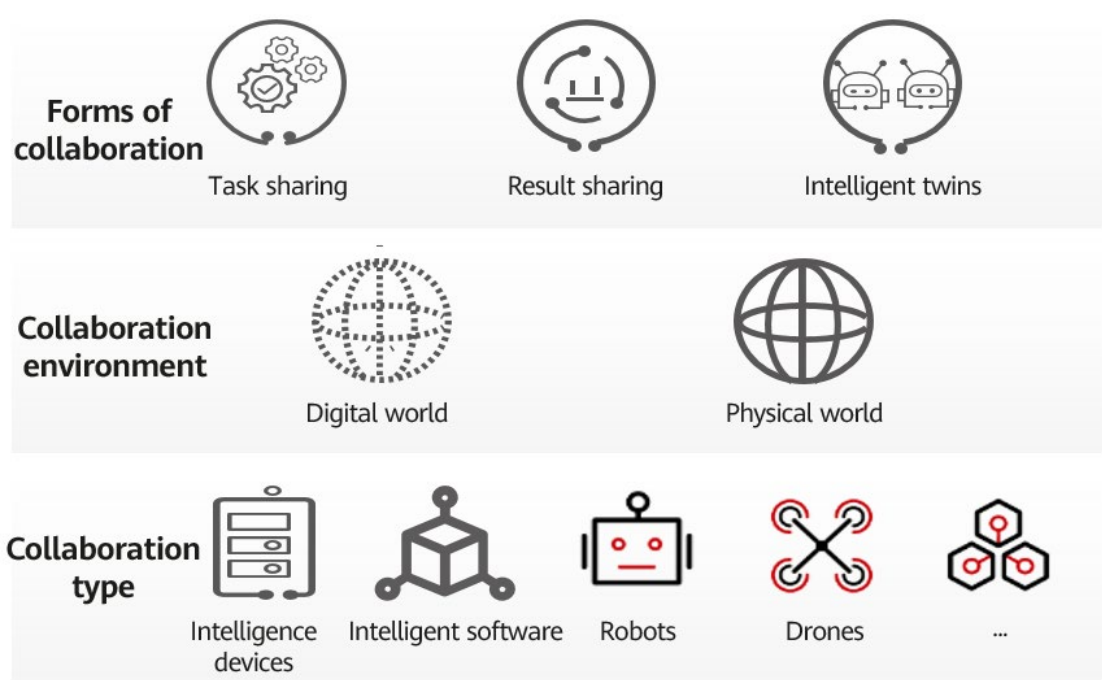 Forms of
collaboration
Task sharing
Result sharing
Intelligent twins
Collaboration
environment
Digital world
Physical world
Collaboration
type
Intelligence
devices
Intelligent software
Robots
Drones
...